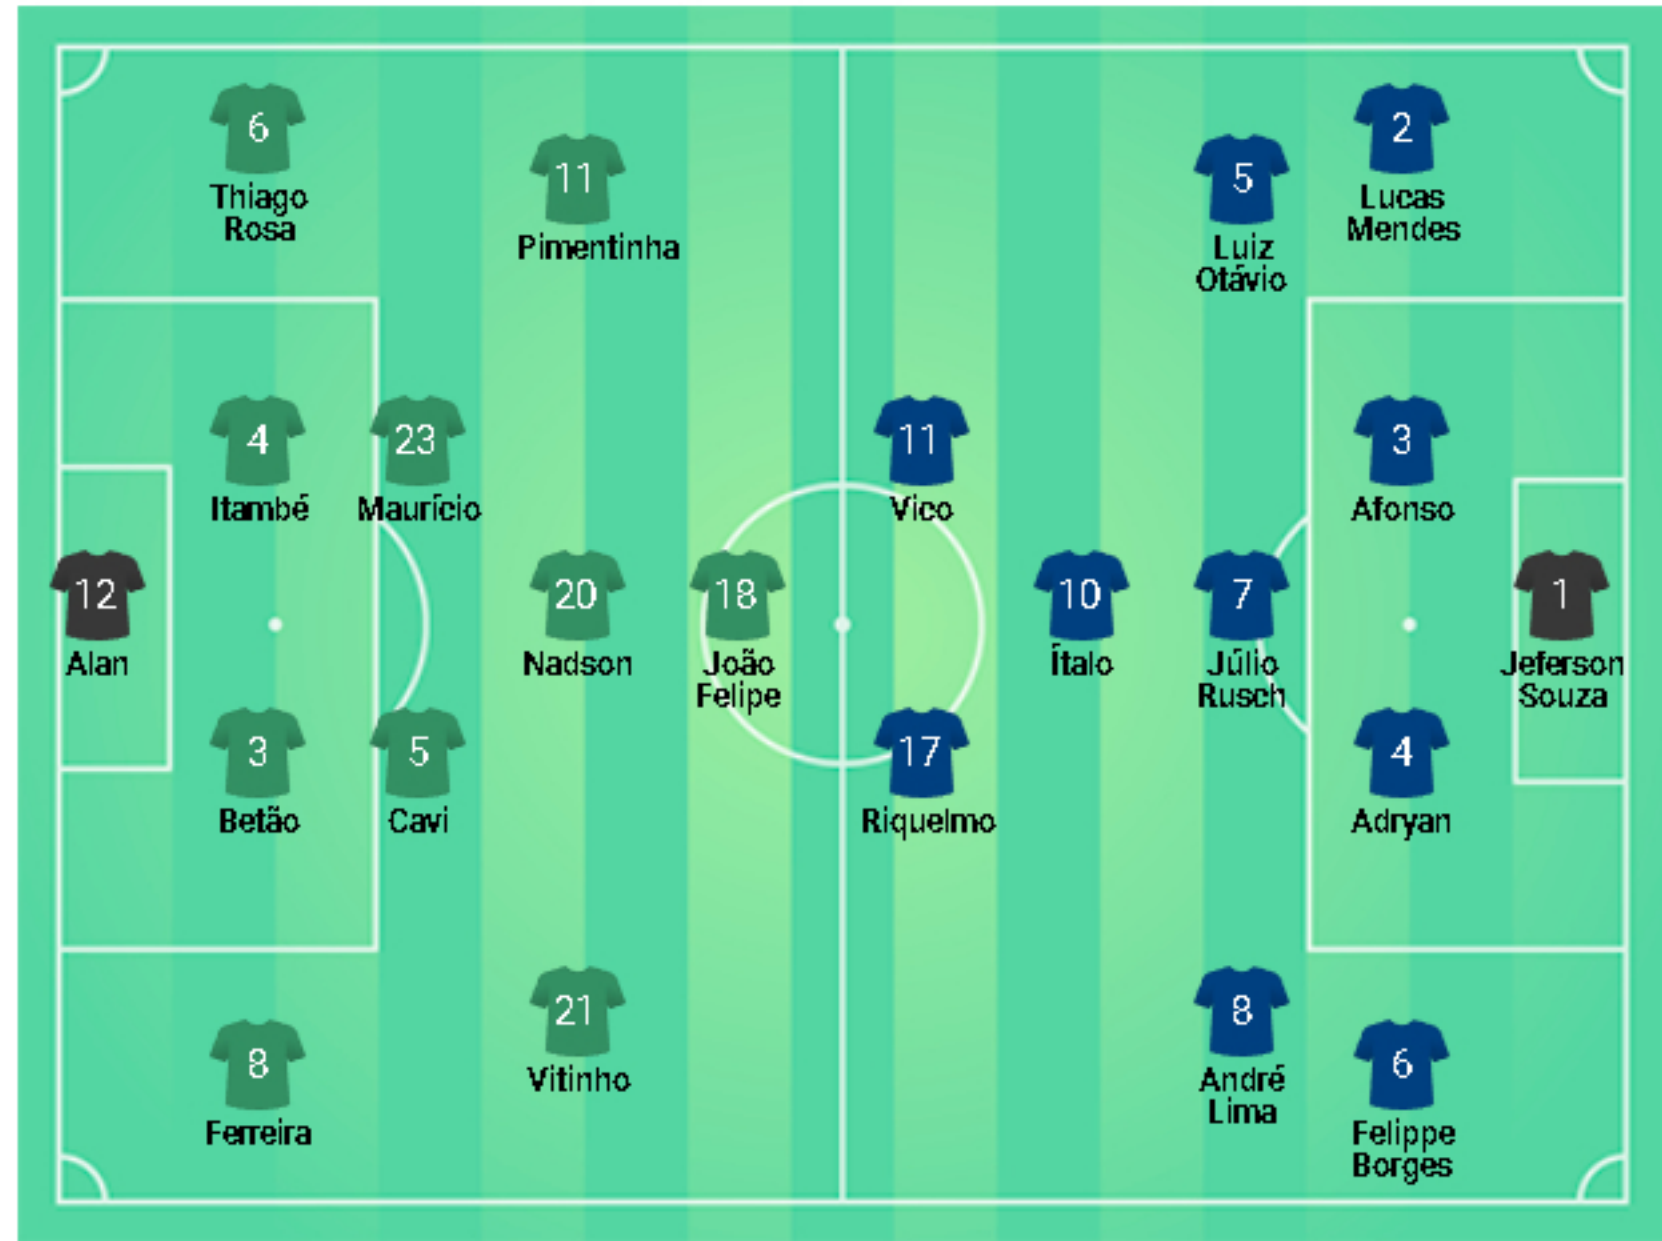 6
Thiago
Rosa
11
Pimentinha
5
Luiz
Otávio
2
Lucas
Mendes
4
Itambé
23
Maurício
11
Vico
3
Afonso
12
Alan
20
Nadson
18
João
Felipe
10
Ítalo
7
Júlio
Rusch
1
Jeferson
Souza
3
Betão
5
Cavi
17
Riquelmo
4
Adryan
8
Ferreira
21
Vitinho
8
André
Lima
6
Felippe
Borges